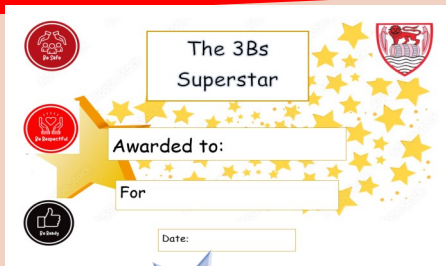 The 3Bs
Superstar
Be Safe
Be Respectful
Awarded to:
For
Be Ready
Date: